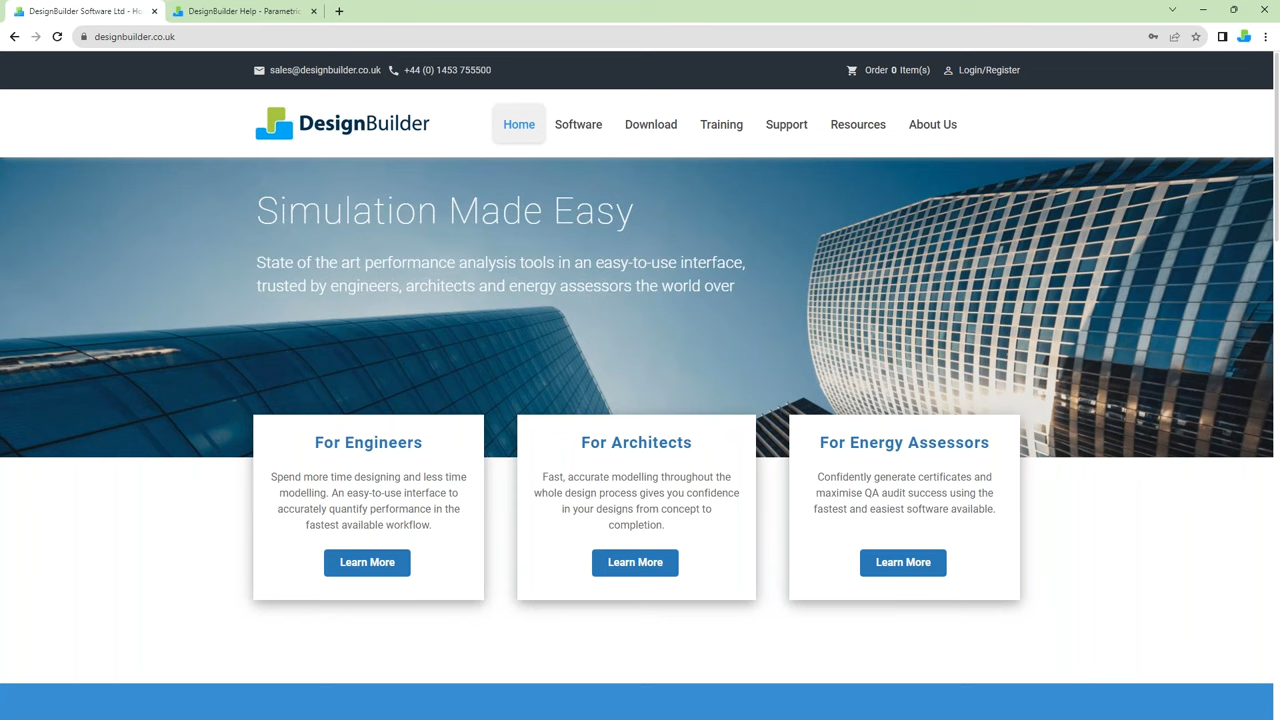 DesignBuilder Software Ltd - Ho
DesignBuilder Help - Parametric
designbuilder.co.uk
sales@designbuilder.co.uk +44 (0) 1453 755500
Order 0 Item(s) Login/Register
DesignBuilder
Home Software Download Training Support Resources About Us
Simulation Made Easy
State of the art performance analysis tools in an easy-to-use interface,
trusted by engineers, architects and energy assessors the world over
For Engineers
Spend more time designing and less time
modelling. An easy-to-use interface to
accurately quantify performance in the
fastest available workflow.
Learn More
For Architects
Fast, accurate modelling throughout the
whole design process gives you confidence
in your designs from concept to
completion.
Learn More
For Energy Assessors
Confidently generate certificates and
maximise QA audit success using the
fastest and easiest software available.
Learn More